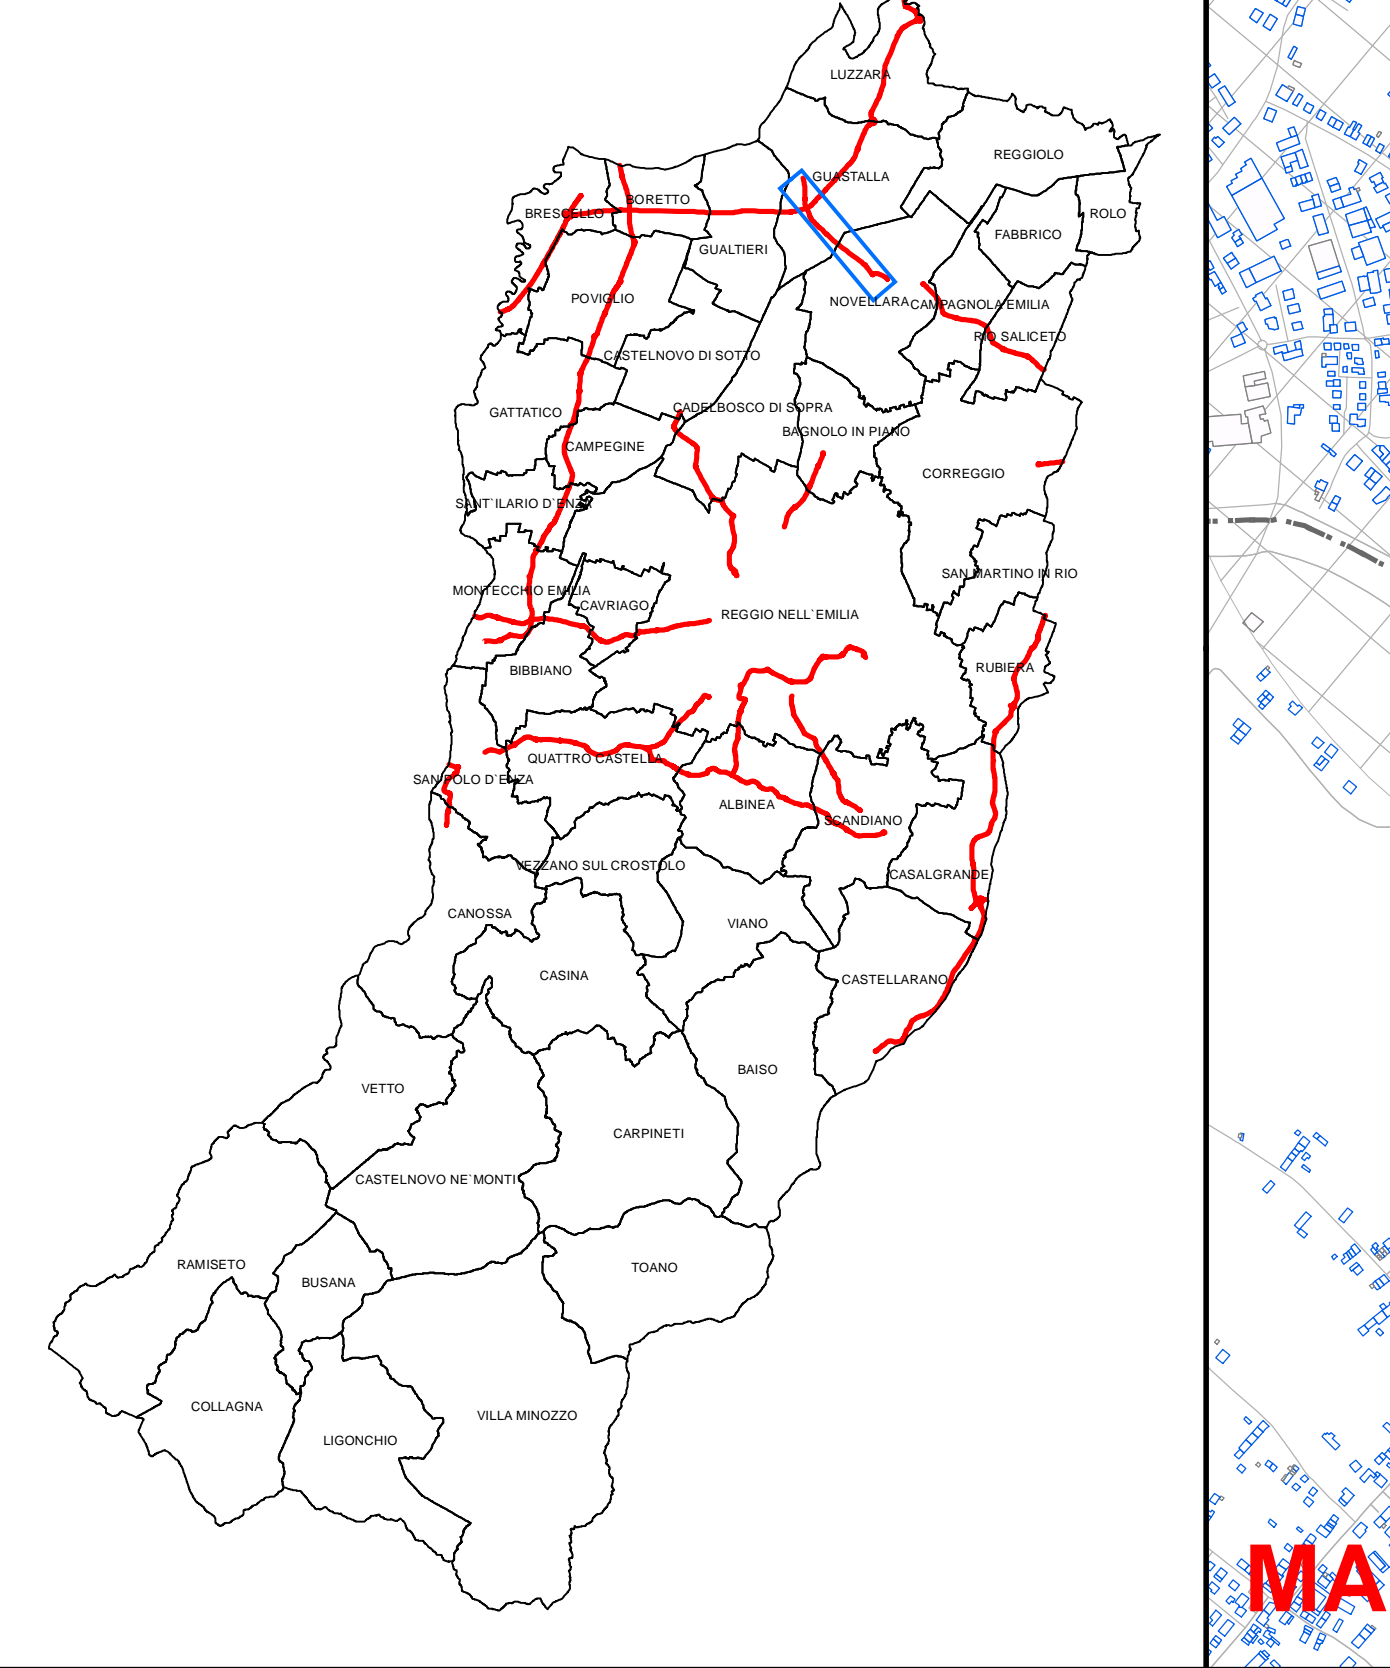 LUZZARA
REGGIOLO
GUASTALLA
BORETTO
BRESCELLO
ROLO
FABBRICO
GUALTIERI
POVIGLIO
NOVELLARA
CAMPAGNOLA EMILIA
RIO SALICETO
CASTELNOVO DI SOTTO
CADELBOSCO DI SOPRA
GATTATICO
BAGNOLO IN PIANO
CAMPEGINE
CORREGGIO
SANT`ILARIO D`ENZA
SAN MARTINO IN RIO
MONTECCHIO EMILIA
CAVRIAGO
REGGIO NELL`EMILIA
RUBIERA
BIBBIANO
QUATTRO CASTELLA
SAN POLO D`ENZA
ALBINEA
SCANDIANO
VEZZANO SUL CROSTOLO
CASALGRANDE
CANOSSA
VIANO
CASINA
CASTELLARANO
BAISO
VETTO
CARPINETI
CASTELNOVO NE`MONTI
RAMISETO
TOANO
BUSANA
COLLAGNA
VILLA MINOZZO
LIGONCHIO
MA